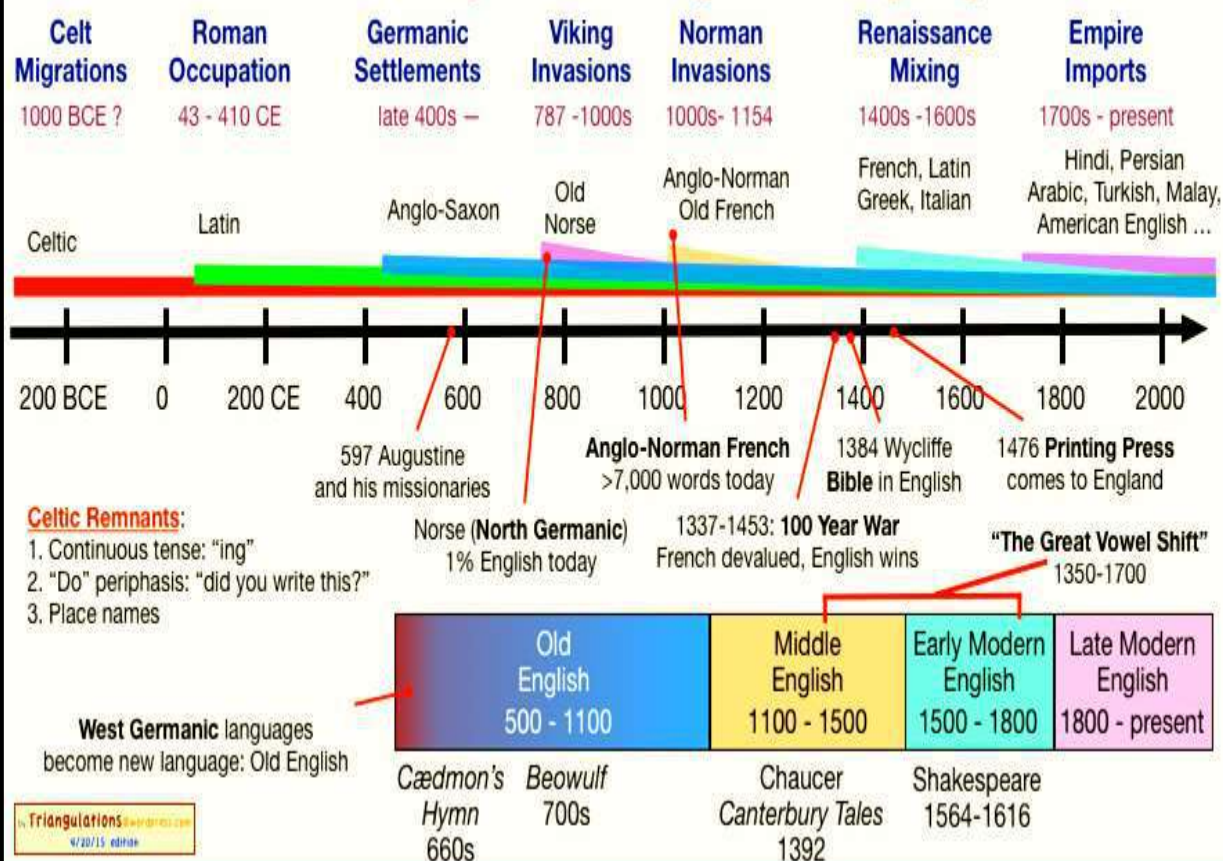 Celt
Migrations
1000 BCE ?
Roman
Occupation
43 - 410 CE
Germanic
Settlements
late 400s –
Viking
Invasions
787 -1000s
Norman
Invasions
1000s- 1154
Renaissance
Mixing
1400s -1600s
Empire
Imports
1700s - present
Celtic
Latin
Anglo-Saxon
Old
Norse
Anglo-Norman
Old French
French, Latin
Greek, Italian
Hindi, Persian
Arabic, Turkish, Malay,
American English ...
200 BCE
0
200 CE
400
600
800
1000
1200
1400
1600
1800
2000
597 Augustine
and his missionaries
Norse (North Germanic)
1% English today
Anglo-Norman French
>7,000 words today
1337-1453: 100 Year War
French devalued, English wins
1384 Wycliffe
Bible in English
1476 Printing Press
comes to England
"The Great Vowel Shift"
1350-1700
Celtic Remnants:
1. Continuous tense: "ing"
2. "Do" periphasis: "did you write this?"
3. Place names
West Germanic languages
become new language: Old English
Old
English
500 - 1100
Middle
English
1100 - 1500
Early Modern
English
1500 - 1800
Late Modern
English
1800 - present
Cædmon's
Hymn
660s
Beowulf
700s
Chaucer
Canterbury Tales
1392
Shakespeare
1564-1616
by Triangulations@wordpress.com
4/20/15 edition